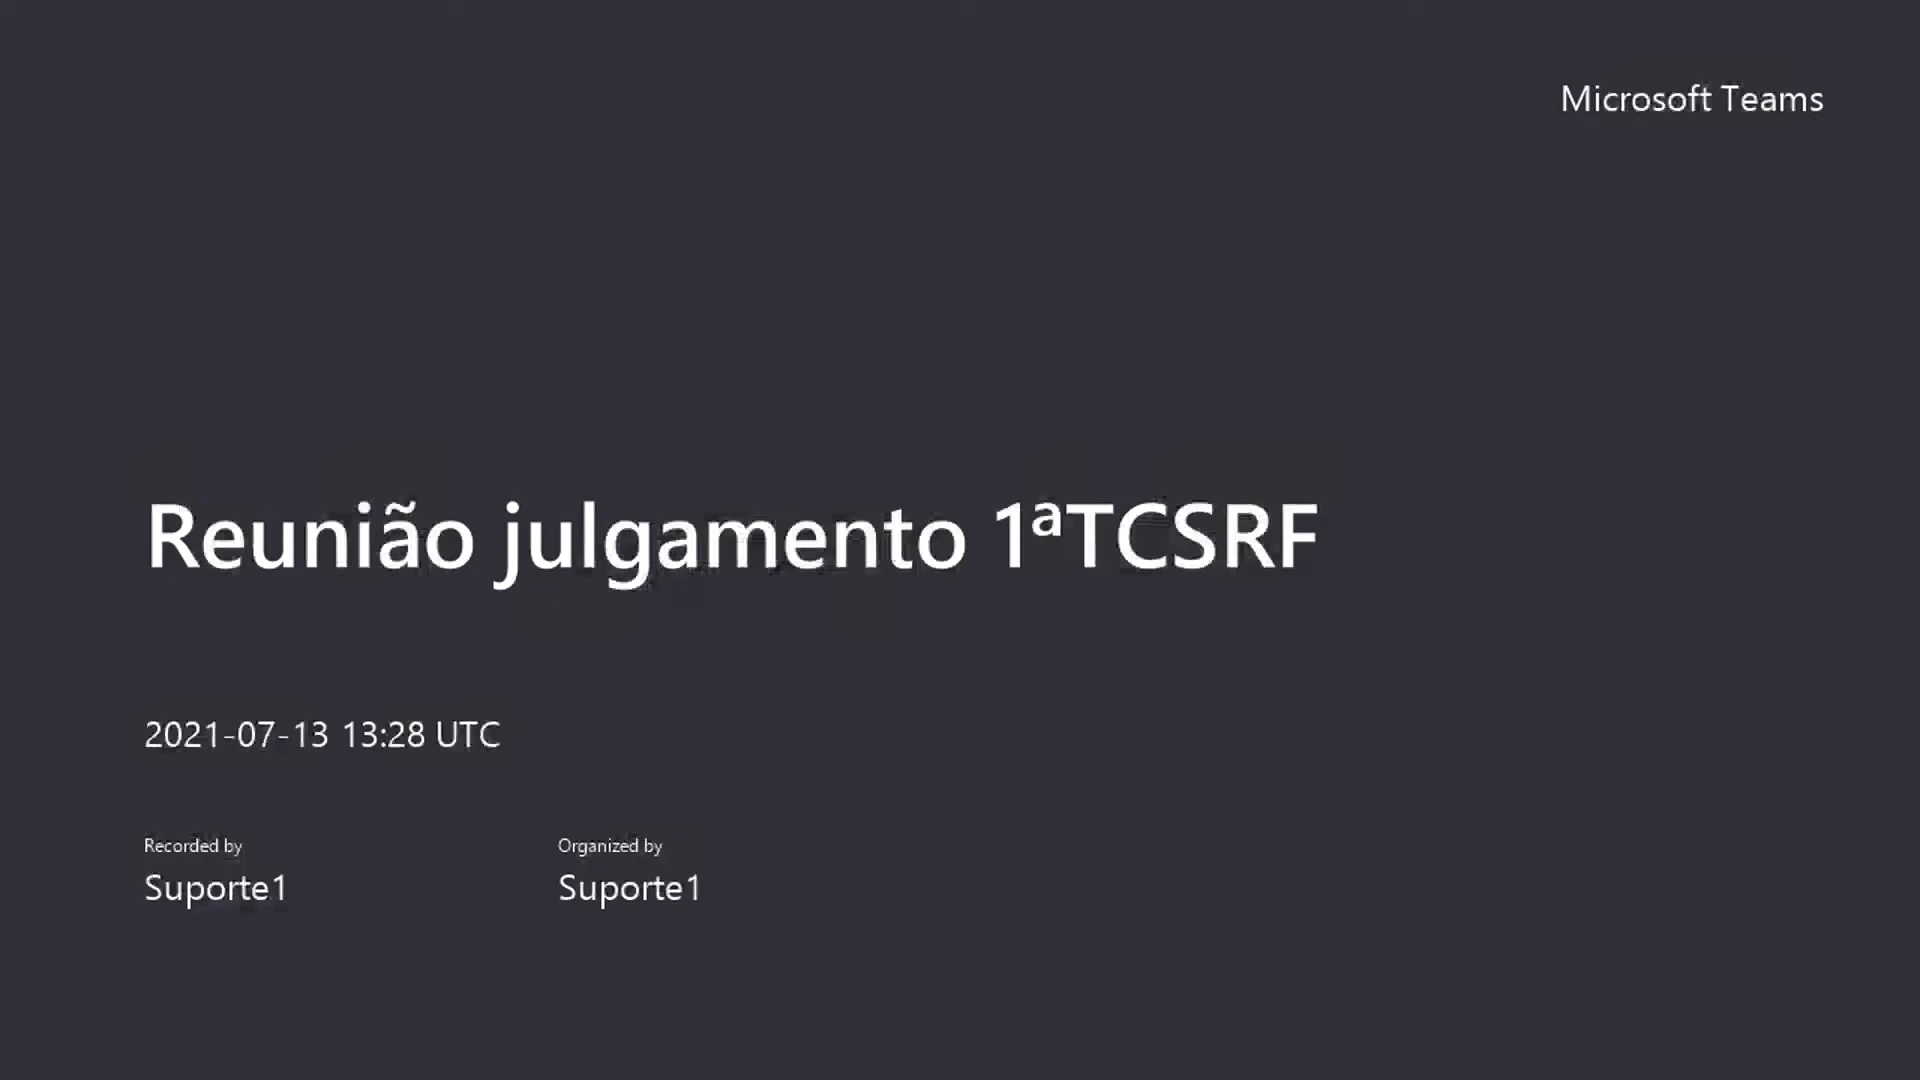 Microsoft Teams
Reunião julgamento 1ªTCSRF
2021-07-13 13:28 UTC
Recorded by
Suporte1
Organized by
Suporte1